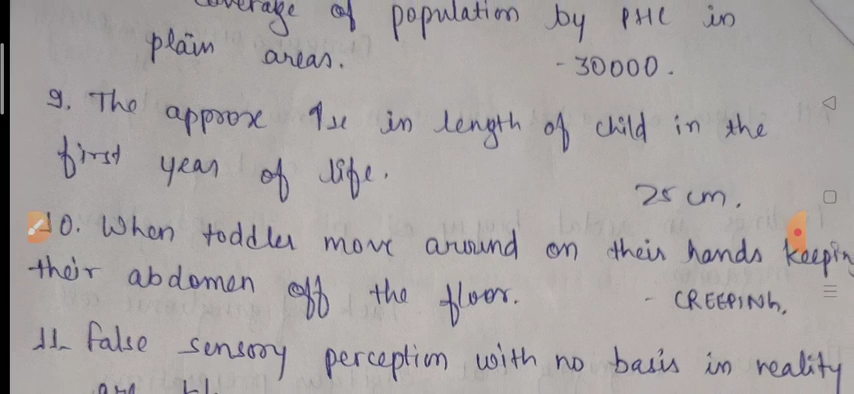 coverage of population by PHC in
plain areas. - 30000.
9. The approx ↑se in length of child in the
first year of life.
25 cm.
10. When toddler move around on their hands keepin
their abdomen off the floor. - CREEPING.
11. False sensory perception with no basis in reality
are